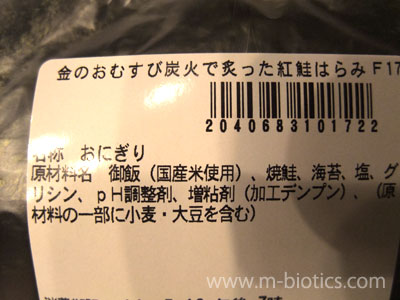 金のおむすび炭火で炙った紅鮭はらみ F17
2040683101722
名称 おにぎり
原材料名 御飯(国産米使用)、焼鮭、海苔、塩、グ
リシン、pH調整剤、増粘剤(加工デンプン)、(原
材料の一部に小麦・大豆を含む)
www.m-biotics.com